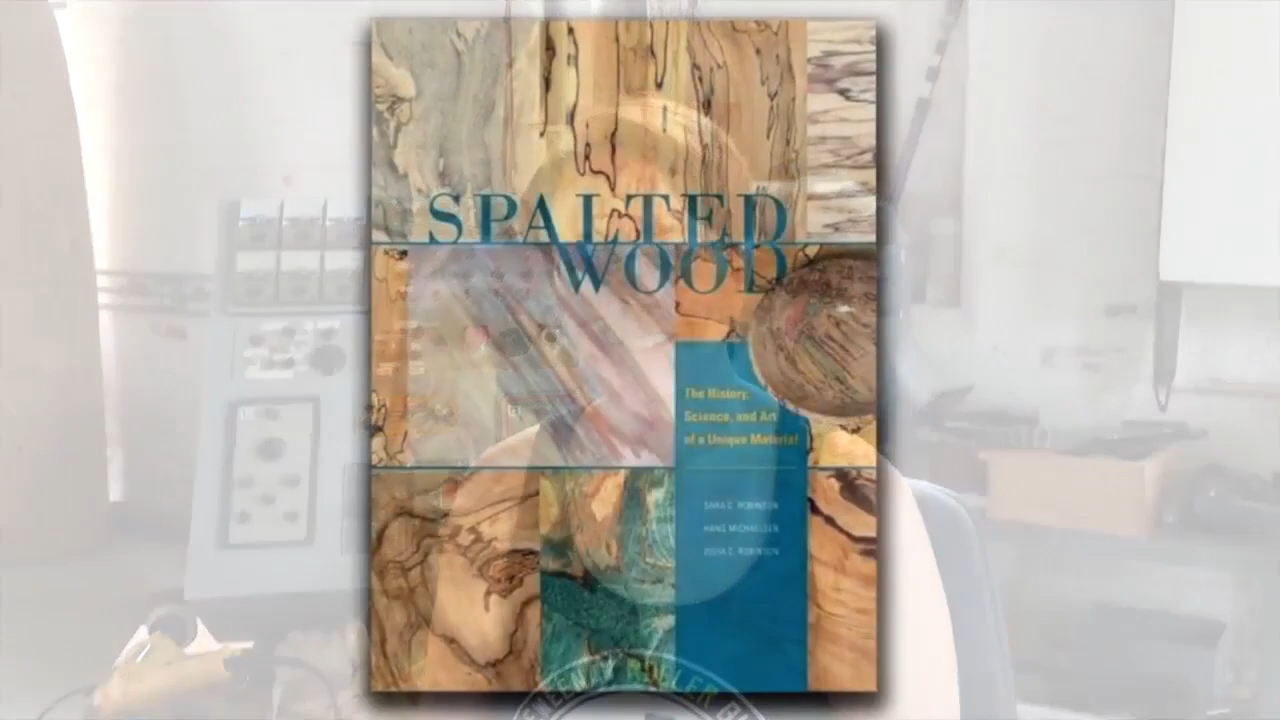 SPALTED
WOOD
The History,
Science, and Art
of a Unique Material
SARA C. ROBINSON
HANS MICHAELSEN
JULIA C. ROBINSON